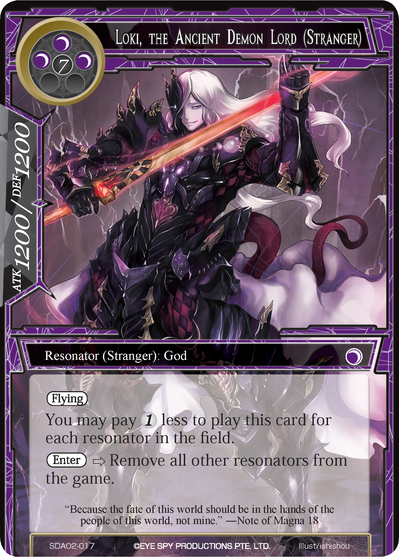 Loki, the Ancient Demon Lord (Stranger)
7
ATK 1200 / DEF 1200
Resonator (Stranger): God
Flying
You may pay 1 less to play this card for
each resonator in the field.
Enter ⇨ Remove all other resonators from
the game.
"Because the fate of this world should be in the hands of the
people of this world, not mine." —Note of Magna 18
SDA02-017 ©EYE SPY PRODUCTIONS PTE. LTD. Illust/ishishou